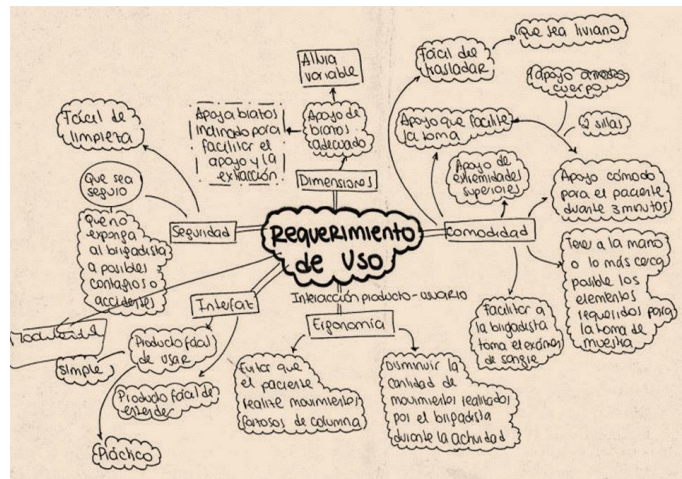 Requerimiento
de uso
Dimensiones
Apoyo de
brazos
adecuado
Altura
variable
Apoya brazos
inclinado para
facilitar el
apoyo y la
extracción
Seguridad
Fácil de
limpieza
Que sea
seguro
Que no
exponga
al brigadista
a posibles
contagios o
accidentes
Interfaz
Producto fácil
de usar
Simple
Producto fácil de
Práctico
Interacción producto-usuario
Ergonomía
Evitar que
el paciente
realize movimientos
forzosos de columna
Disminuir la
cantidad de
movimientos realizados
por el brigadista
durante la actividad
Comodidad
Fácil de
trasladar
Que sea liviano
Apoyo que facilite
la toma
Apoyo
cuerpo
2 sillas
Apoyo de
extremidades
superiores
Apoyo cómodo
para el paciente
durante 3 minutos
Tener a la mano
o lo más cerca
posible los
elementos
requeridos para
la toma de
muestra
Facilitar a
la brigadista
toma el exámen
de sangre